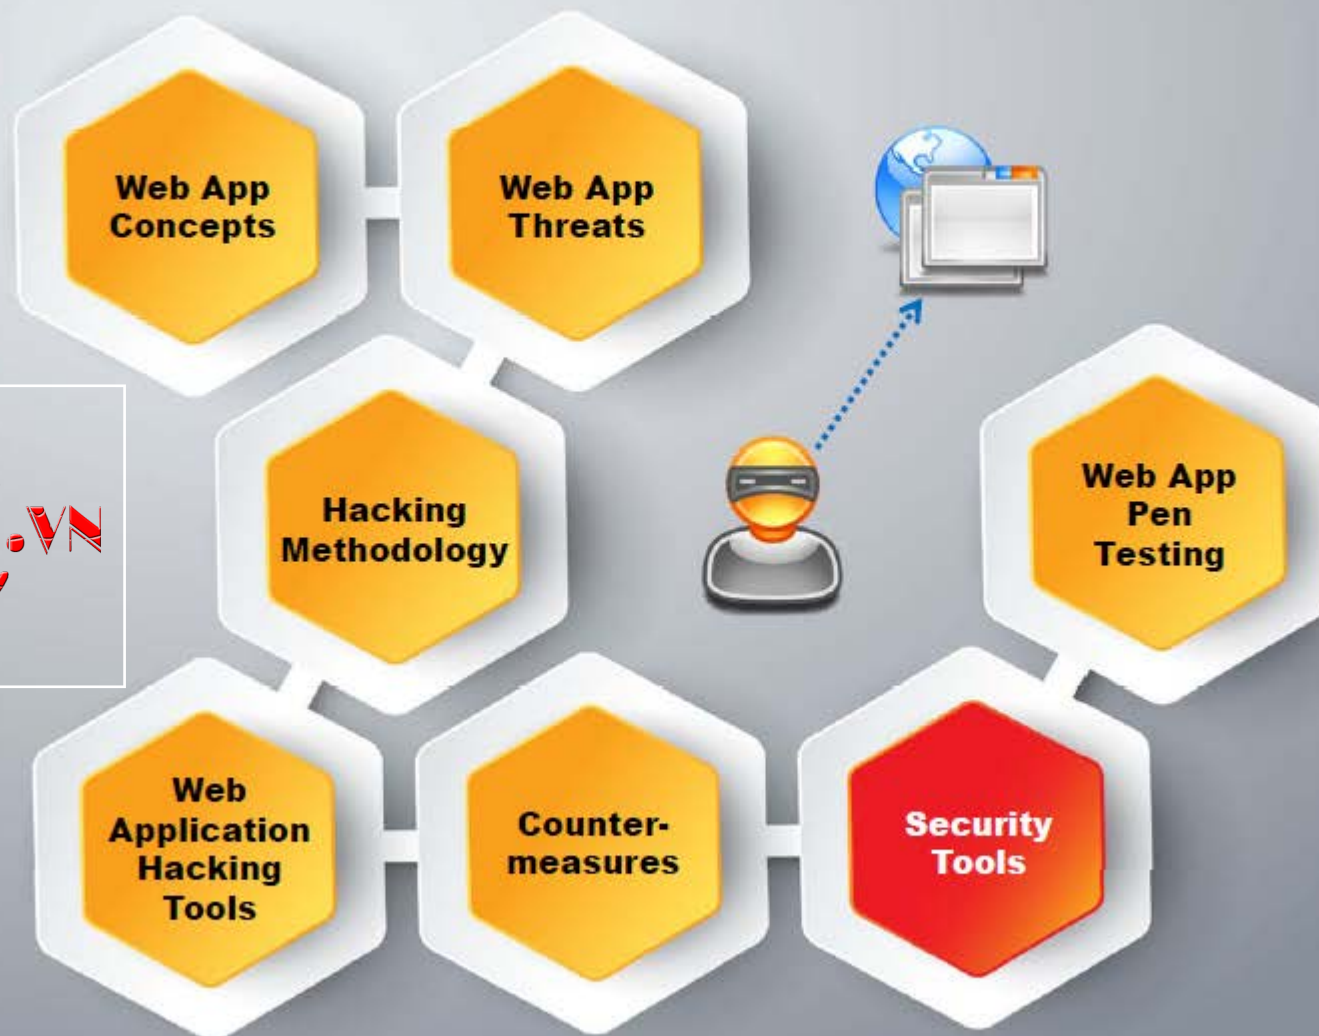 Web App
Concepts
Web App
Threats
Hacking
Methodology
.VN
Web App
Pen
Testing
Web
Application
Hacking
Tools
Counter-
measures
Security
Tools